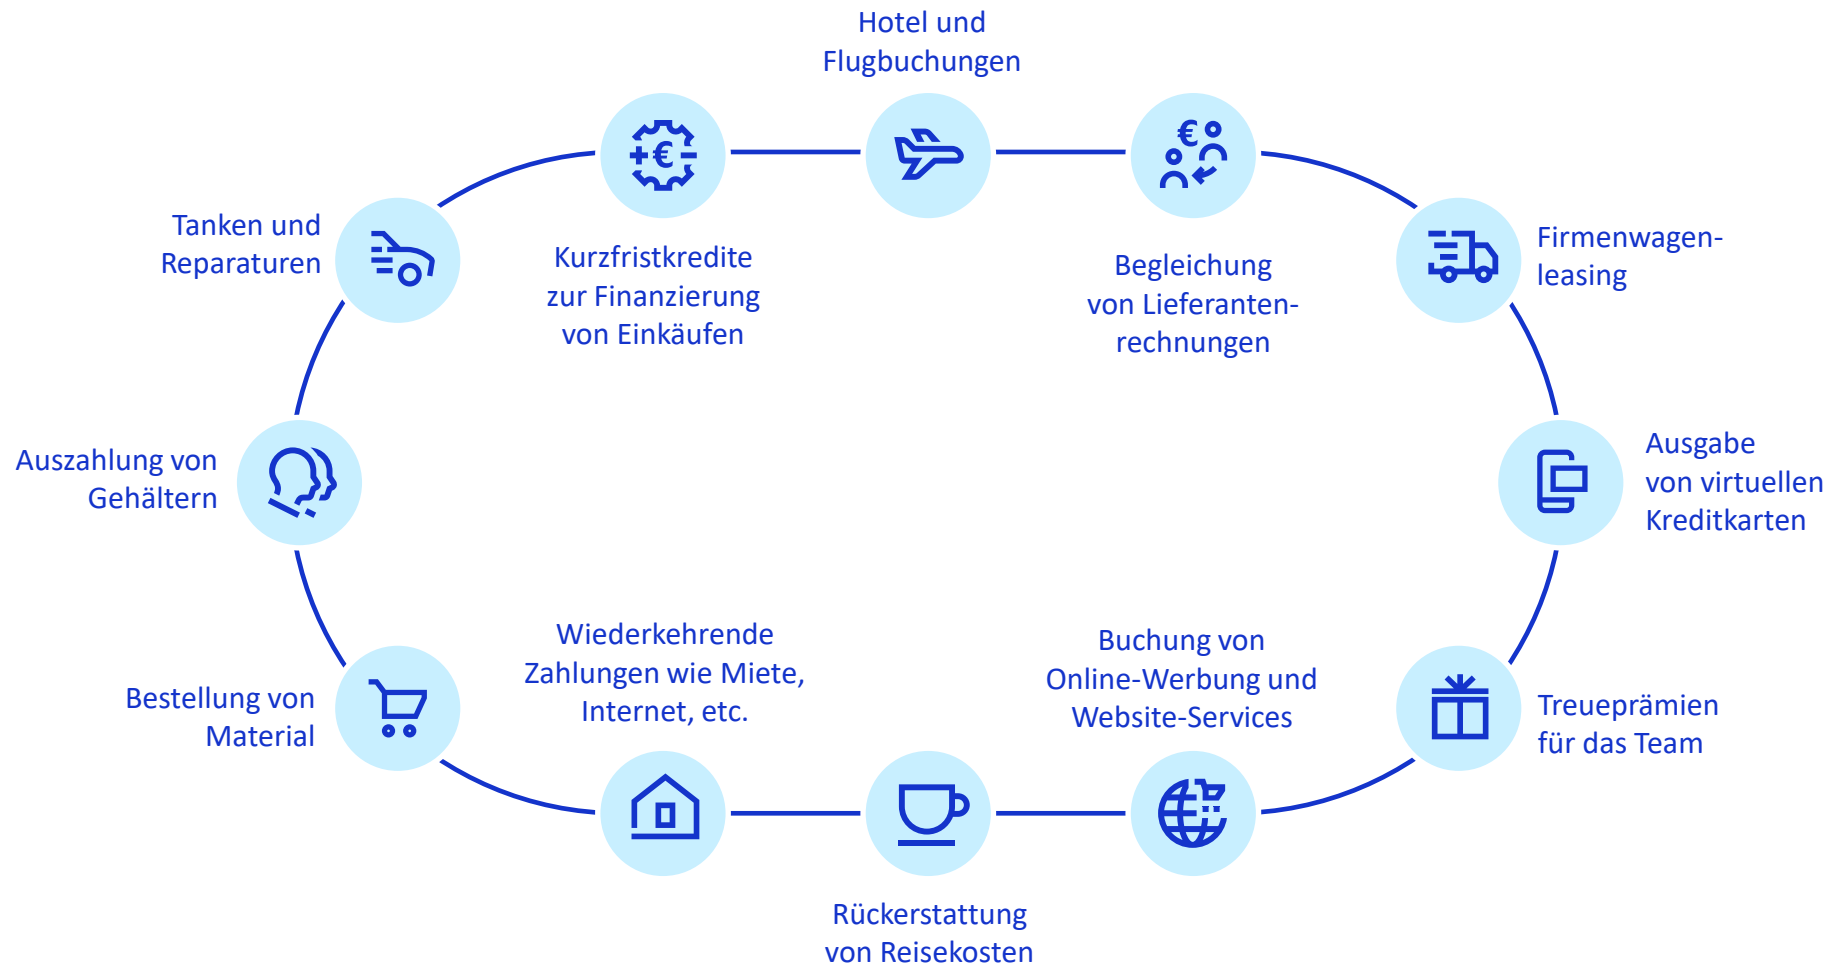 Hotel und
Flugbuchungen
Tanken und
Reparaturen
Kurzfristkredite
zur Finanzierung
von Einkäufen
Begleichung
von Lieferanten-
rechnungen
Firmenwagen-
leasing
Auszahlung von
Gehältern
Ausgabe
von virtuellen
Kreditkarten
Bestellung von
Material
Wiederkehrende
Zahlungen wie Miete,
Internet, etc.
Buchung von
Online-Werbung und
Website-Services
Treueprämien
für das Team
Rückerstattung
von Reisekosten